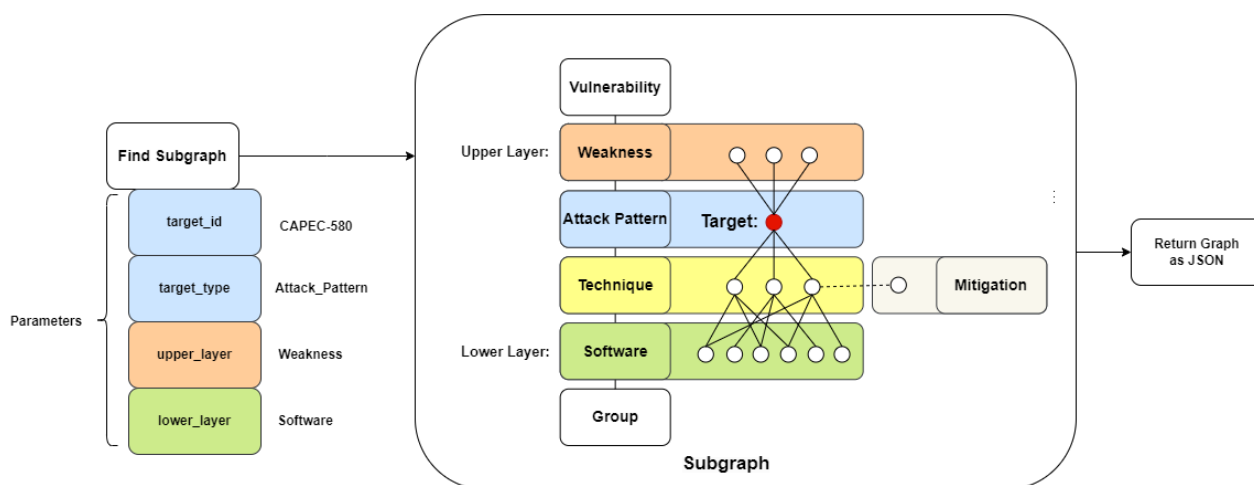 Find Subgraph
Parameters
target_id
CAPEC-580
target_type
Attack_Pattern
upper_layer
Weakness
lower_layer
Software
Vulnerability
Upper Layer:
Weakness
Attack Pattern
Target:
Technique
Mitigation
Lower Layer:
Software
Group
Subgraph
...
Return Graph
as JSON